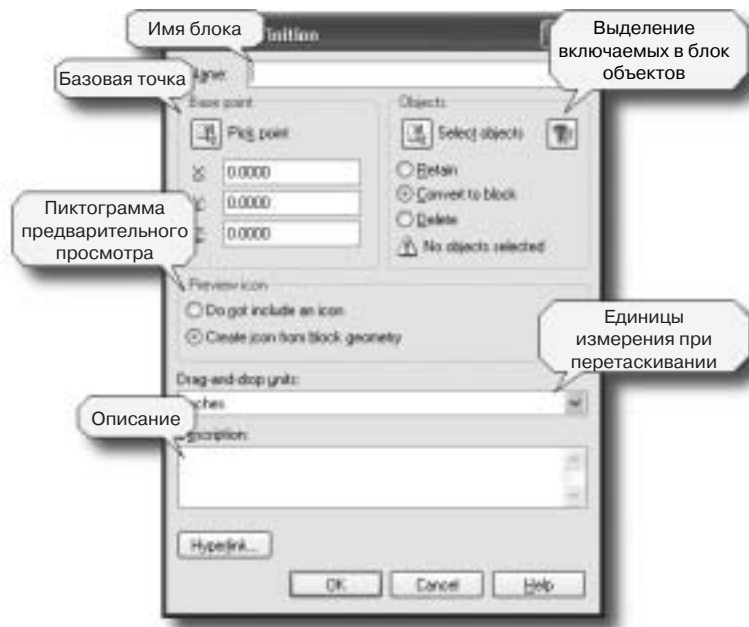 Имя блока
Выделение
включаемых в блок
объектов
Базовая точка
Base point
Pick point
X
0.0000
0.0000
0.0000
Objects
Select objects
Retain
Convert to block
Delete
No objects selected
Пиктограмма
предварительного
просмотра
Preview icon
Do not include an icon
Create icon from block geometry
Единицы
измерения при
перетаскивании
Drag-and-drop units:
Описание
Hyperlink...
OK
Cancel
Help